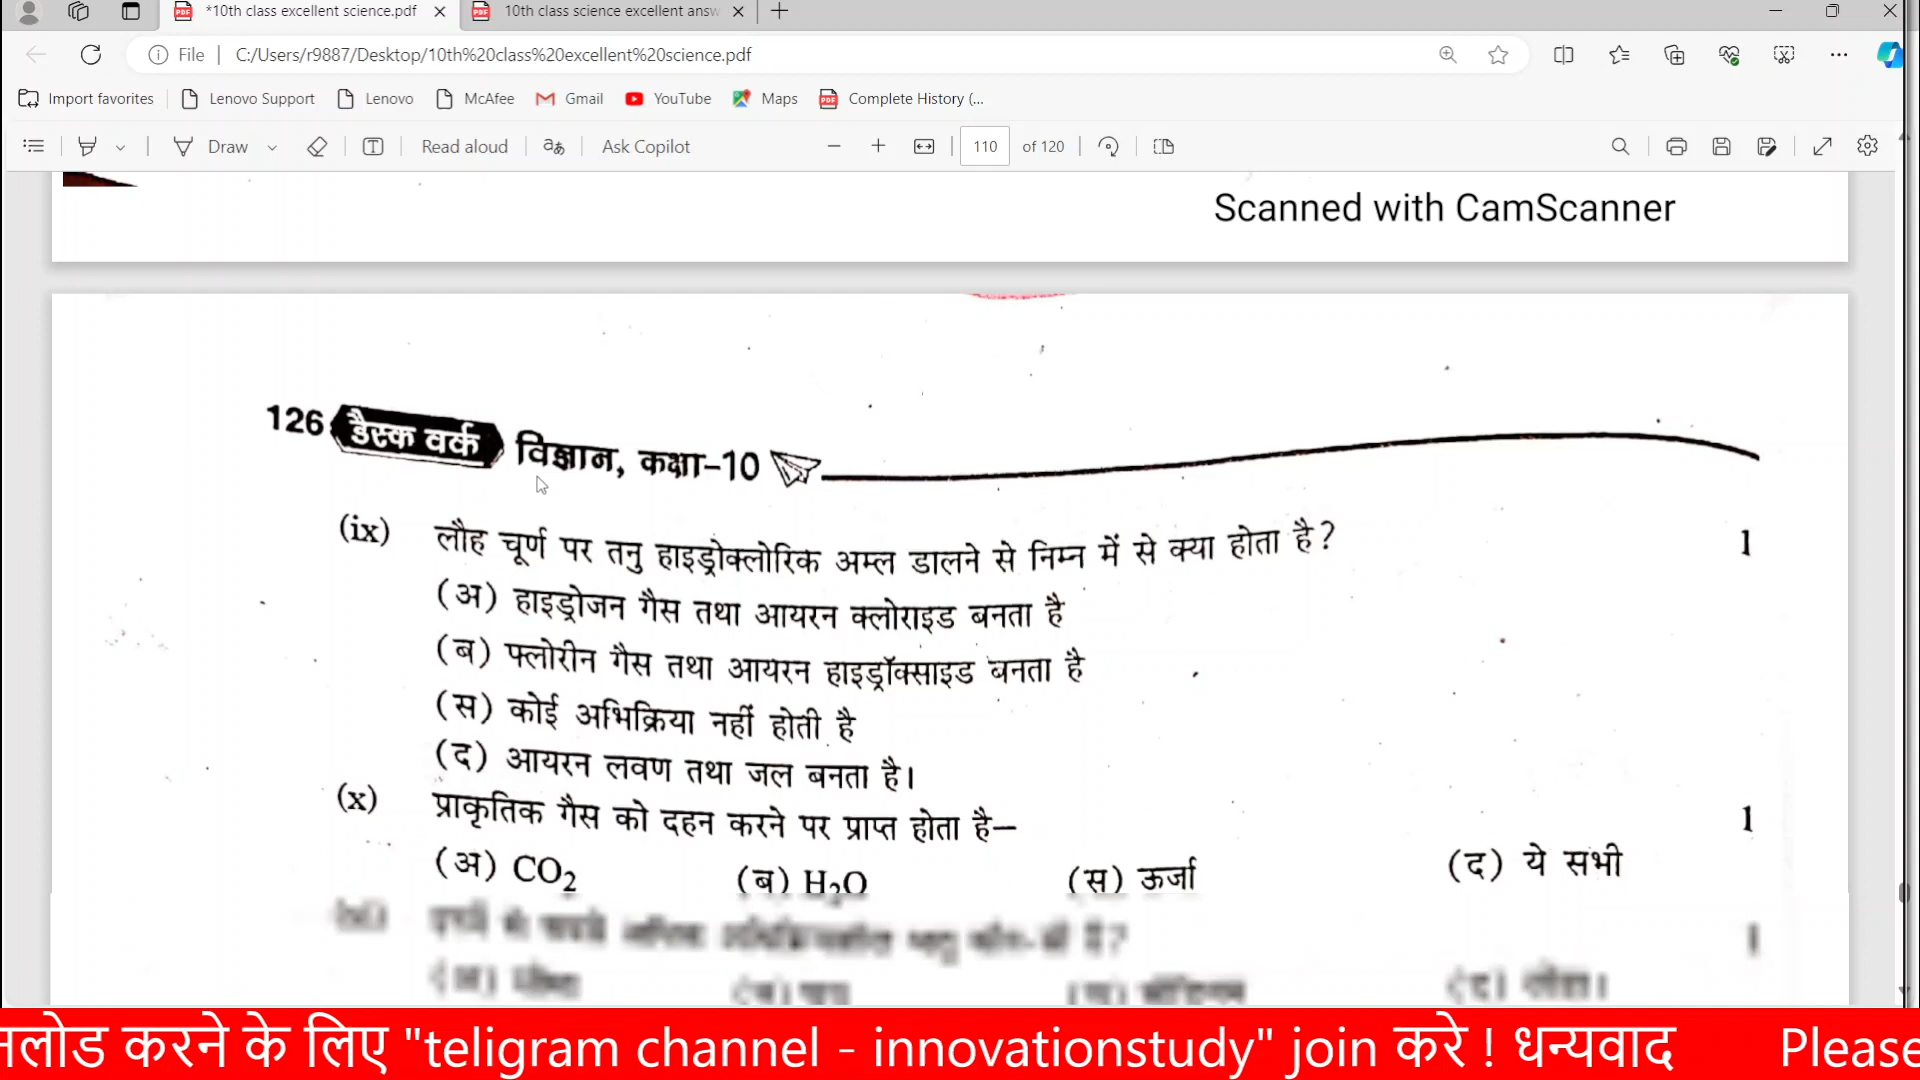 *10th class excellent science.pdf
10th class science excellent answ
File
C:/Users/r9887/Desktop/10th%20class%20excellent%20science.pdf
Import favorites
Lenovo Support
Lenovo
McAfee
Gmail
YouTube
Maps
Complete History (...
Draw
Read aloud
Ask Copilot
110 of 120
Scanned with CamScanner
126 डैस्क वर्क विज्ञान, कक्षा-10
(ix) लौह चूर्ण पर तनु हाइड्रोक्लोरिक अम्ल डालने से निम्न में से क्या होता है? 1
(अ) हाइड्रोजन गैस तथा आयरन क्लोराइड बनता है
(ब) फ्लोरीन गैस तथा आयरन हाइड्रॉक्साइड बनता है
(स) कोई अभिक्रिया नहीं होती है
(द) आयरन लवण तथा जल बनता है।
(x) प्राकृतिक गैस को दहन करने पर प्राप्त होता है— 1
(अ) CO₂ (ब) H₂O (स) ऊर्जा (द) ये सभी
करने के लिए "teligram channel - innovationstudy" join करे ! धन्यवाद Please